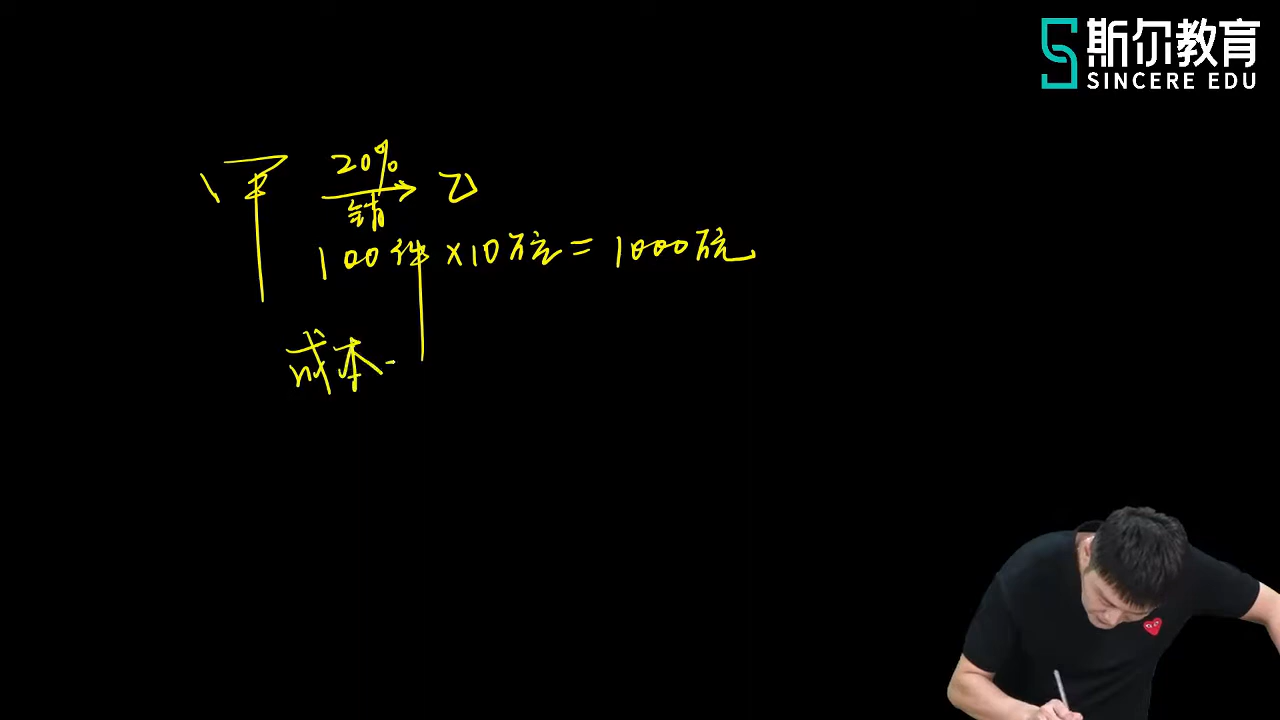 斯尔教育
SINCERE EDU
20%
甲 → 乙
销
100件 ×10万元 = 1000万元
成本